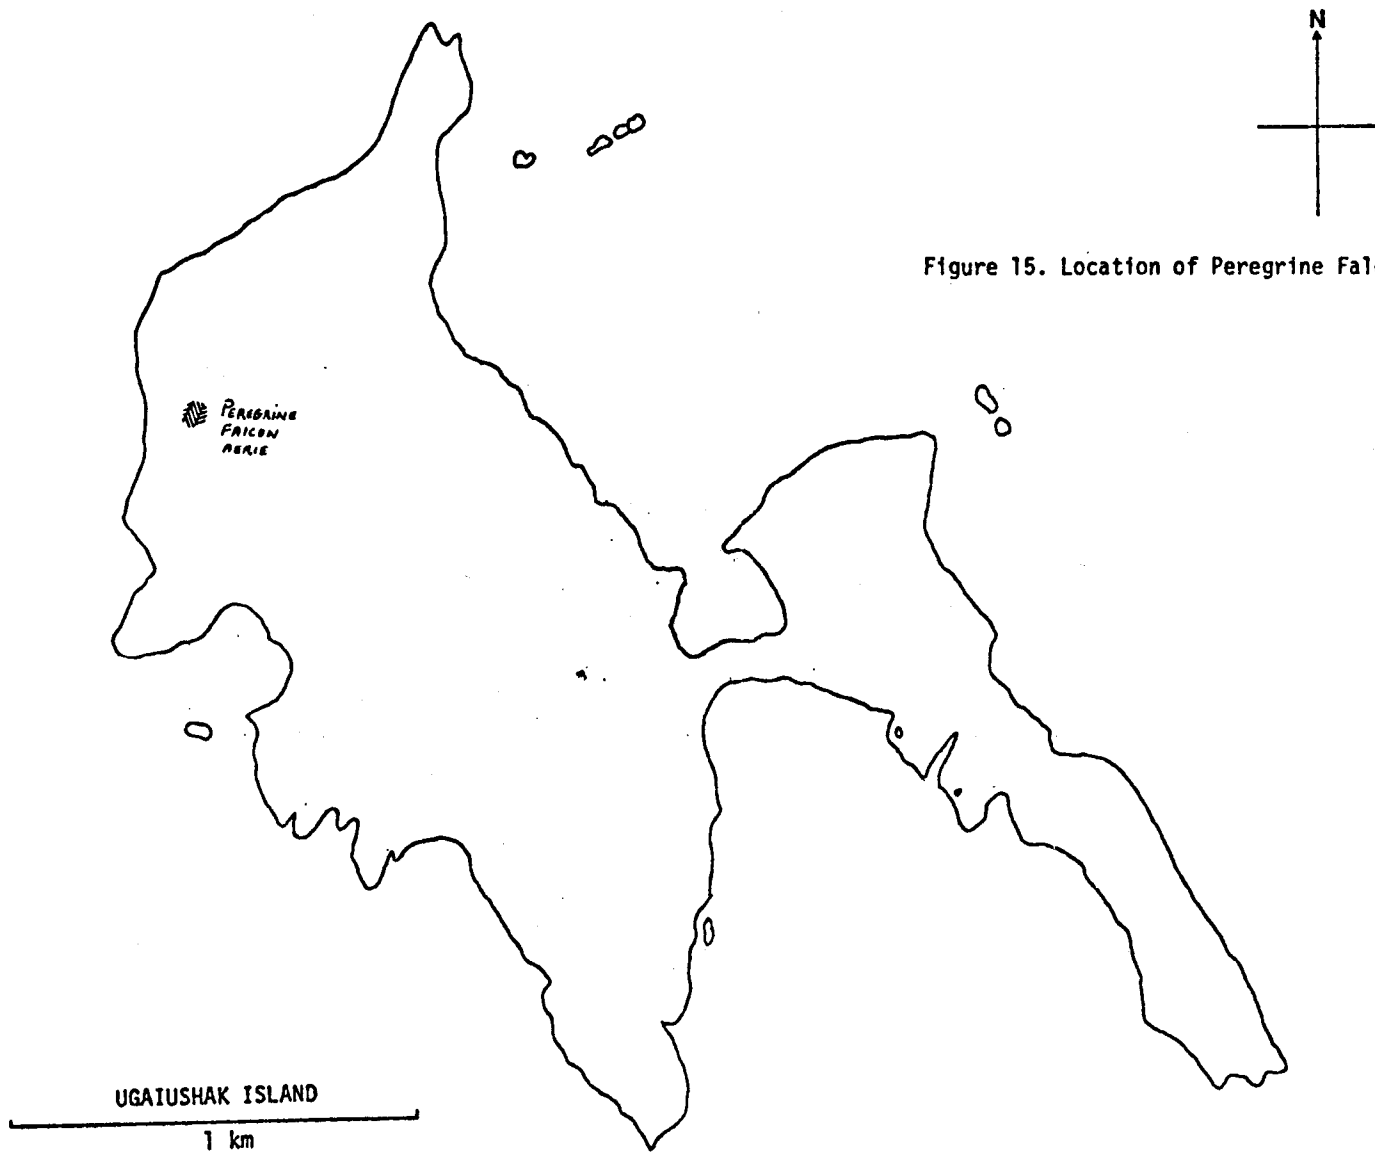 N
Figure 15. Location of Peregrine Fal
PEREGRINE
FALCON
AERIE
UGAIUSHAK ISLAND
1 km